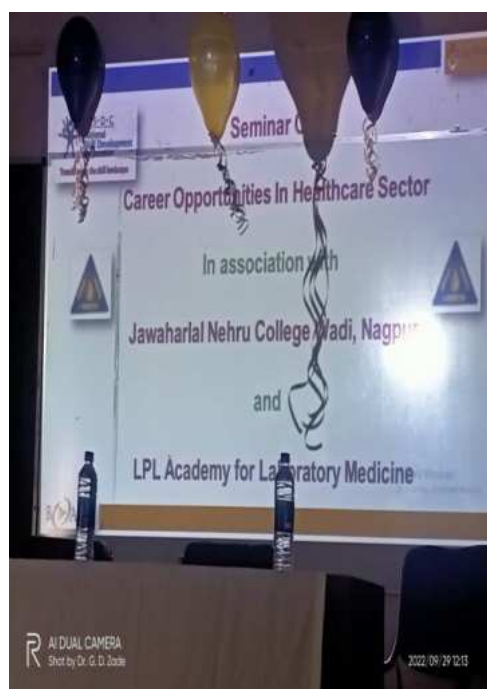 Seminar
Career Opportunities In Healthcare Sector
In association with
Jawaharlal Nehru College Wadi, Nagpur
and
LPL Academy for Laboratory Medicine
Development
AI DUAL CAMERA
Shot by Dr. G. D. Zade
2022/09/29 12:13